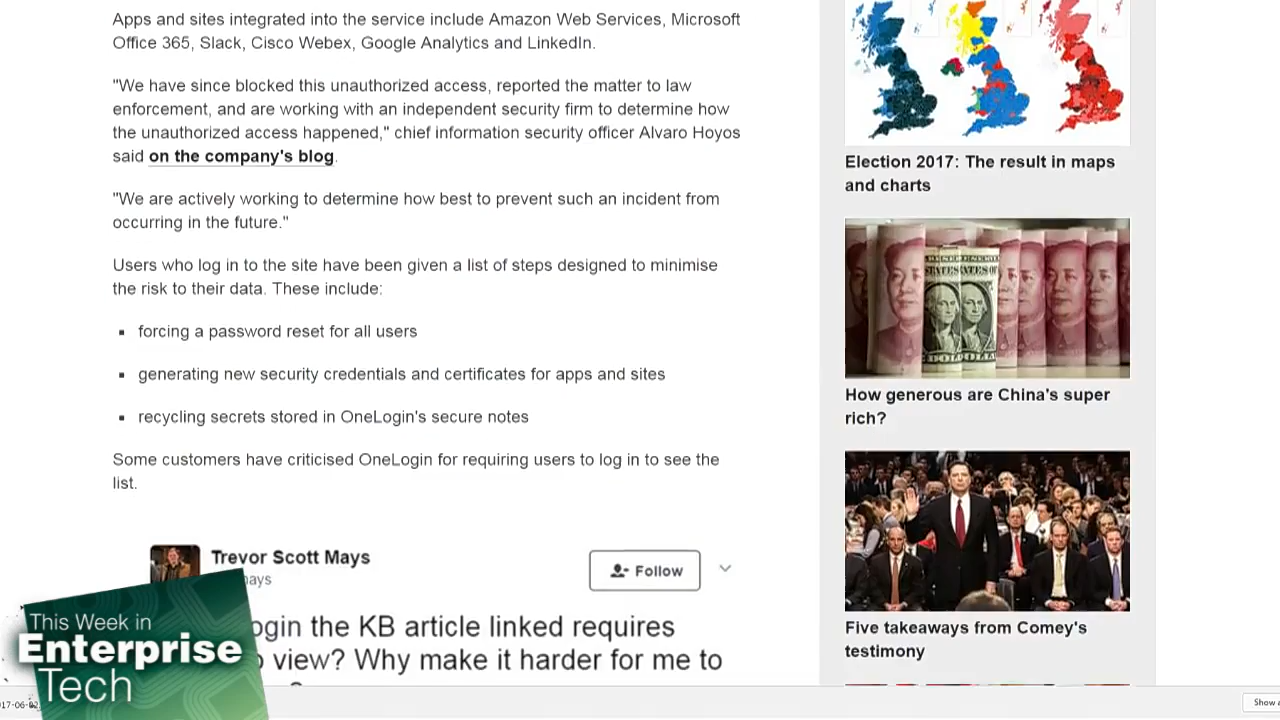 Apps and sites integrated into the service include Amazon Web Services, Microsoft
Office 365, Slack, Cisco Webex, Google Analytics and LinkedIn.
"We have since blocked this unauthorized access, reported the matter to law
enforcement, and are working with an independent security firm to determine how
the unauthorized access happened," chief information security officer Alvaro Hoyos
said on the company's blog.
"We are actively working to determine how best to prevent such an incident from
occurring in the future."
Users who log in to the site have been given a list of steps designed to minimise
the risk to their data. These include:
forcing a password reset for all users
generating new security credentials and certificates for apps and sites
recycling secrets stored in OneLogin's secure notes
Some customers have criticised OneLogin for requiring users to log in to see the
list.
Trevor Scott Mays
ays
Follow
ogin the KB article linked requires
view? Why make it harder for me to
This Week in
Enterprise
Tech
Election 2017: The result in maps
and charts
How generous are China's super
rich?
Five takeaways from Comey's
testimony
Show